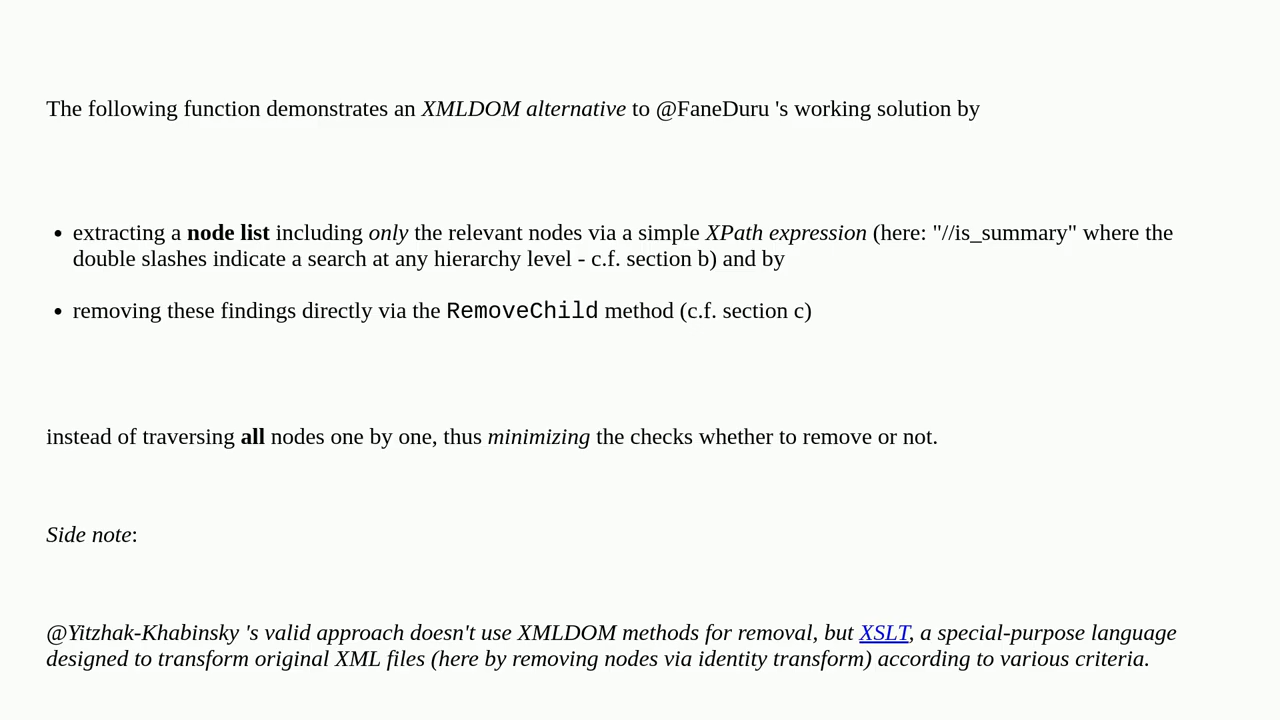 The following function demonstrates an XMLDOM alternative to @FaneDuru 's working solution by
• extracting a node list including only the relevant nodes via a simple XPath expression (here: "//is_summary" where the
double slashes indicate a search at any hierarchy level - c.f. section b) and by
• removing these findings directly via the RemoveChild method (c.f. section c)
instead of traversing all nodes one by one, thus minimizing the checks whether to remove or not.
Side note:
@Yitzhak-Khabinsky 's valid approach doesn't use XMLDOM methods for removal, but XSLT, a special-purpose language
designed to transform original XML files (here by removing nodes via identity transform) according to various criteria.